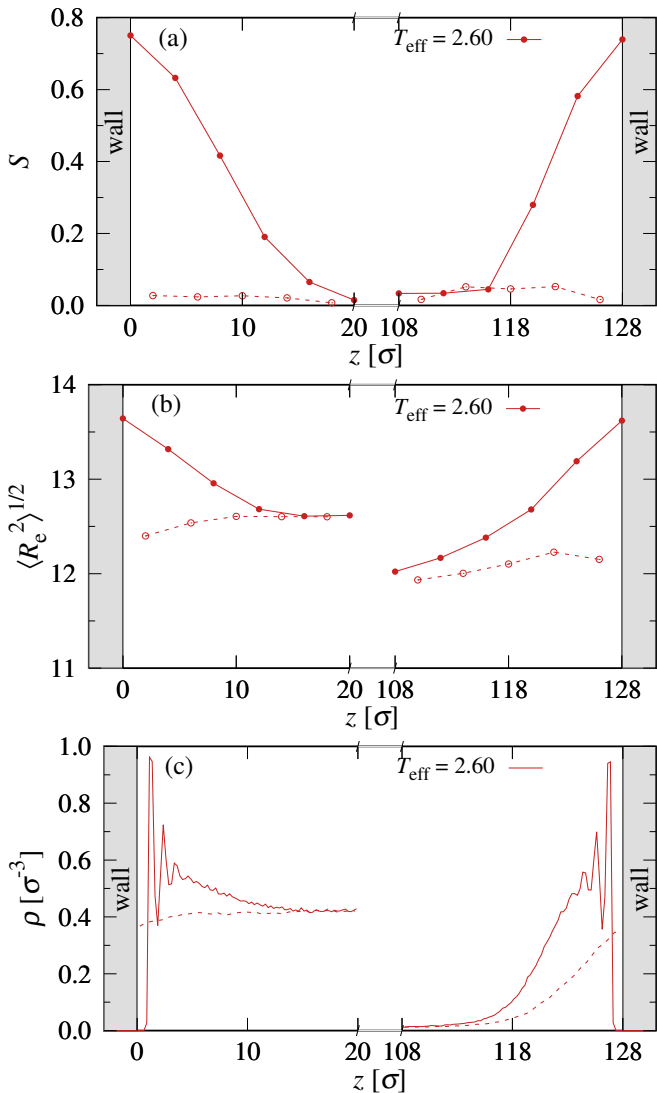 0.8
(a)
T_eff = 2.60
0.6
wall
wall
S
0.4
0.2
0.0
0 10 20 108 118 128
z [σ]
14
(b)
T_eff = 2.60
13
⟨R_e^2⟩^1/2
12
11
0 10 20 108 118 128
z [σ]
1.0
(c)
T_eff = 2.60
0.8
0.6
ρ [σ^-3]
wall
wall
0.4
0.2
0.0
0 10 20 108 118 128
z [σ]